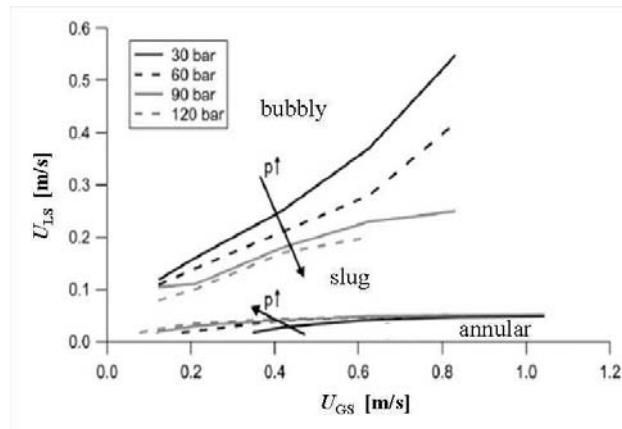 0.6
0.5
0.4
0.3
0.2
0.1
0.0
U_LS [m/s]
30 bar
60 bar
90 bar
120 bar
bubbly
p↑
slug
p↑
annular
0.0 0.2 0.4 0.6 0.8 1.0 1.2
U_GS [m/s]